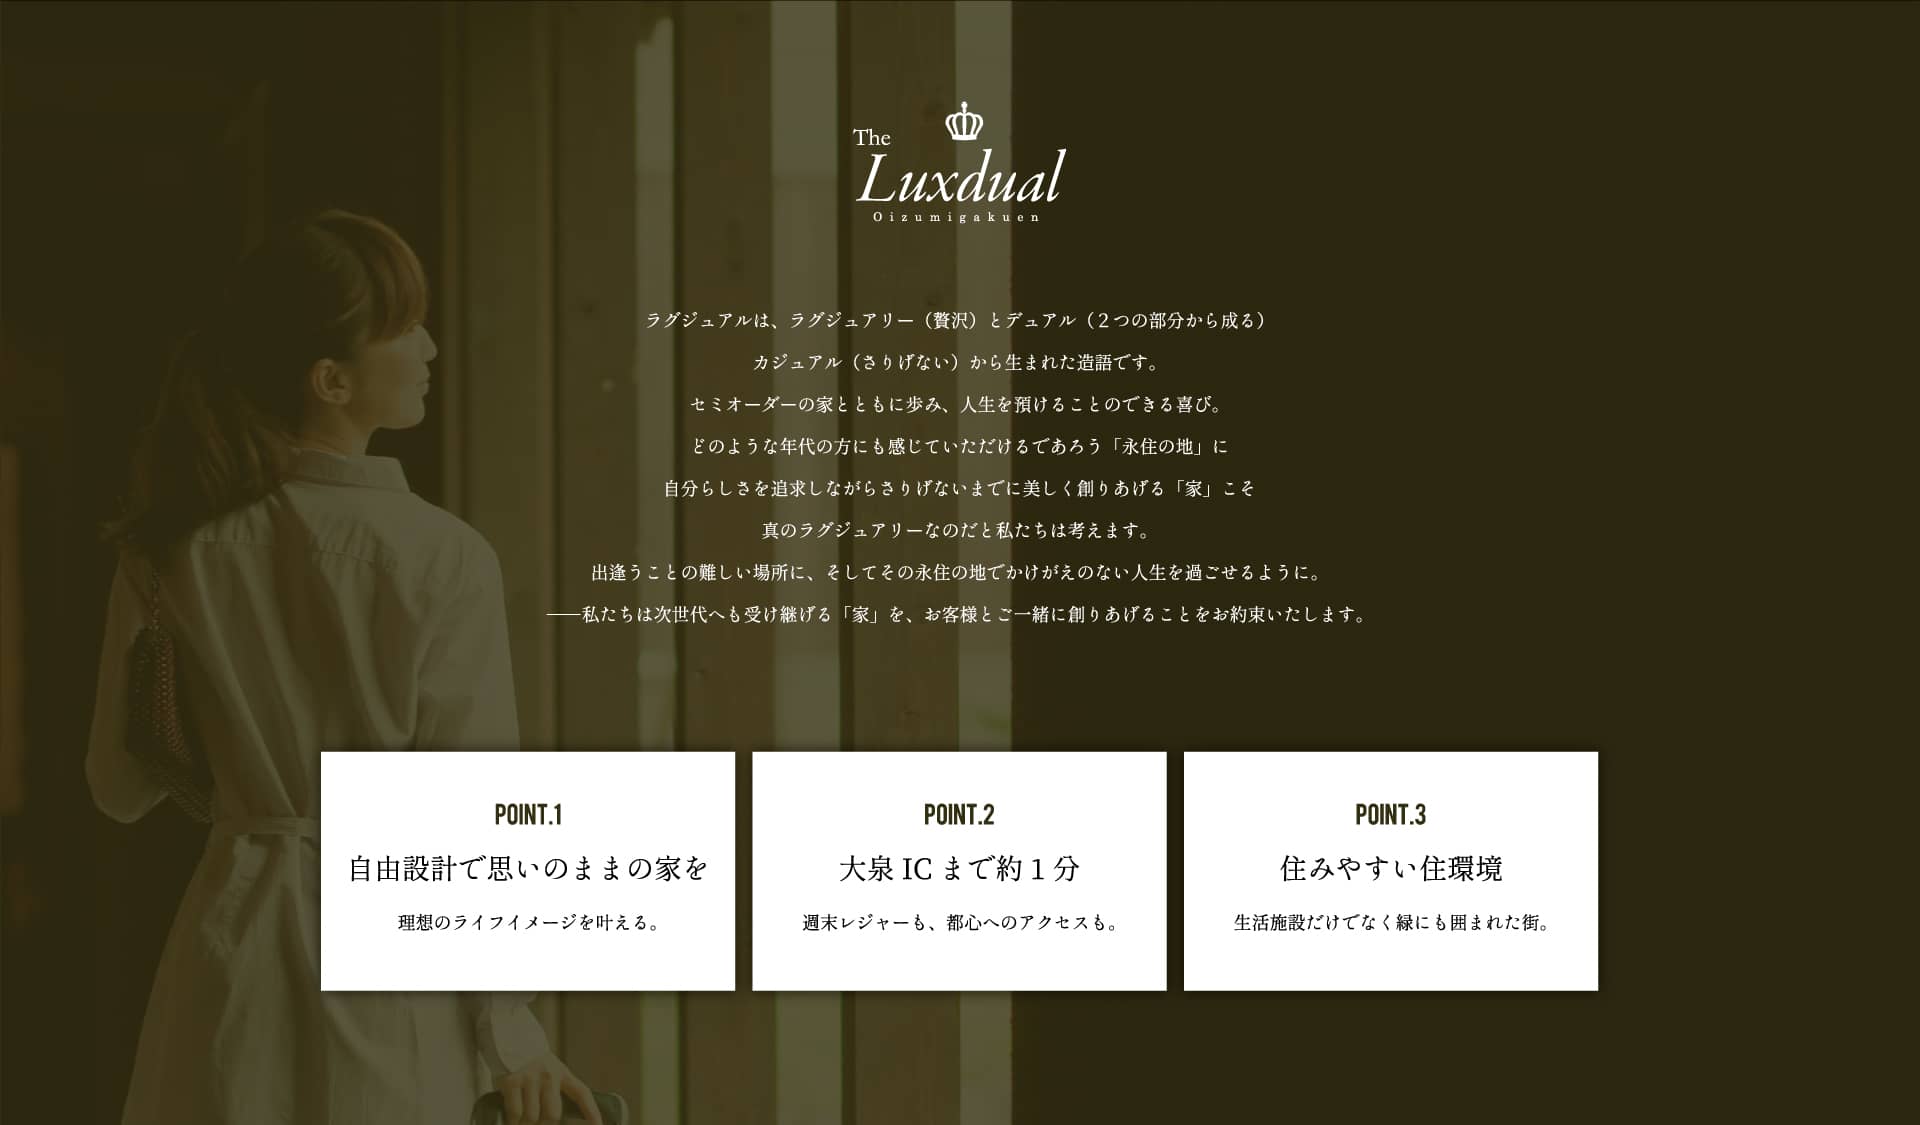 The
Luxdual
Oizumigakuen
ラグジュアルは、ラグジュアリー（贅沢）とデュアル（２つの部分から成る）
カジュアル（さりげない）から生まれた造語です。
セミオーダーの家とともに歩み、人生を預けることのできる喜び。
どのような年代の方にも感じていただけるであろう「永住の地」に
自分らしさを追求しながらさりげないまでに美しく創りあげる「家」こそ
真のラグジュアリーなのだと私たちは考えます。
出逢うことの難しい場所に、そしてその永住の地でかけがえのない人生を過ごせるように。
──私たちは次世代へも受け継げる「家」を、お客様とご一緒に創りあげることをお約束いたします。
POINT.1
自由設計で思いのままの家を
理想のライフイメージを叶える。
POINT.2
大泉 IC まで約 1 分
週末レジャーも、都心へのアクセスも。
POINT.3
住みやすい住環境
生活施設だけでなく緑にも囲まれた街。